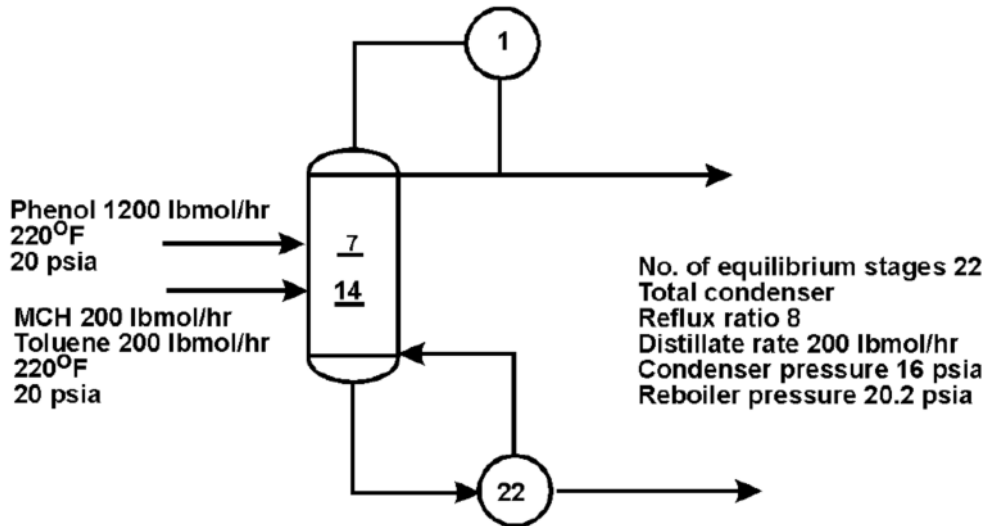 1
Phenol 1200 lbmol/hr
220°F
20 psia
7
14
MCH 200 lbmol/hr
Toluene 200 lbmol/hr
220°F
20 psia
No. of equilibrium stages 22
Total condenser
Reflux ratio 8
Distillate rate 200 lbmol/hr
Condenser pressure 16 psia
Reboiler pressure 20.2 psia
22